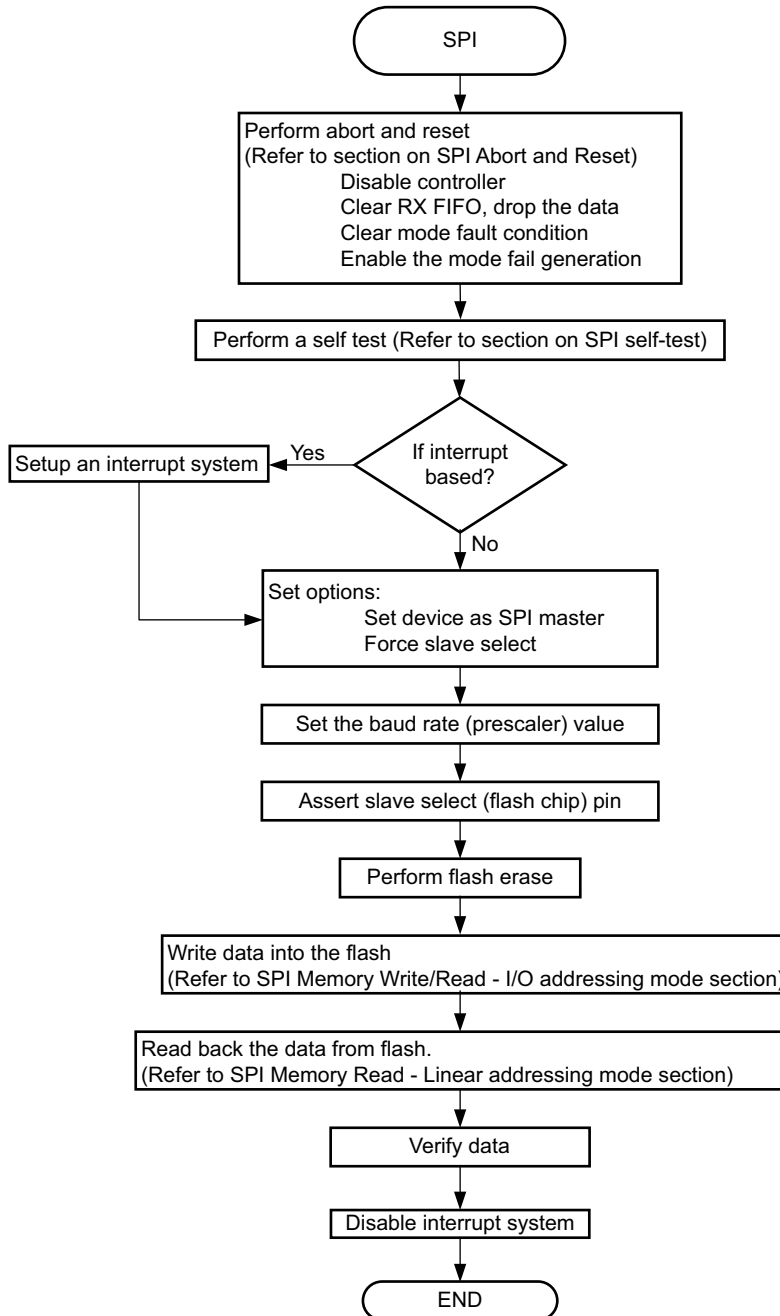 SPI
Perform abort and reset
(Refer to section on SPI Abort and Reset)
Disable controller
Clear RX FIFO, drop the data
Clear mode fault condition
Enable the mode fail generation
Perform a self test (Refer to section on SPI self-test)
If interrupt
based?
Yes
Setup an interrupt system
No
Set options:
Set device as SPI master
Force slave select
Set the baud rate (prescaler) value
Assert slave select (flash chip) pin
Perform flash erase
Write data into the flash
(Refer to SPI Memory Write/Read - I/O addressing mode section)
Read back the data from flash.
(Refer to SPI Memory Read - Linear addressing mode section)
Verify data
Disable interrupt system
END